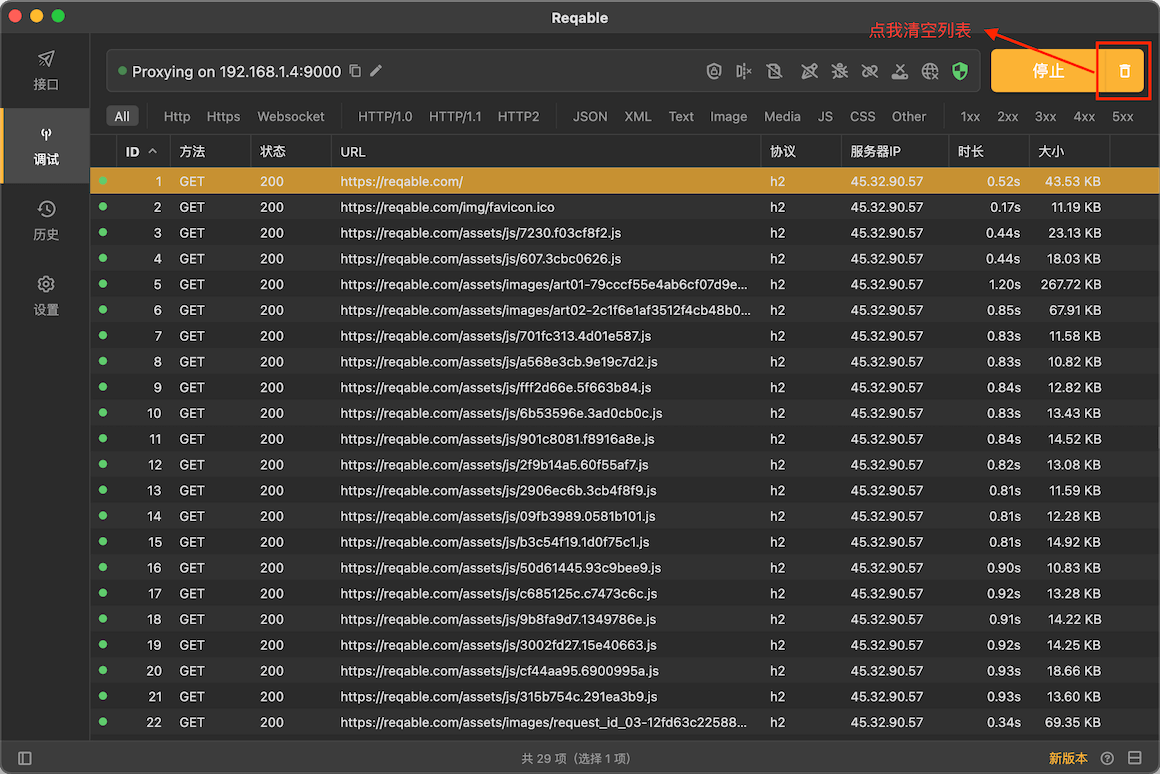 Reqable
点我清空列表
接口
Proxying on 192.168.1.4:9000
停止
All Http Https Websocket HTTP/1.0 HTTP/1.1 HTTP2 JSON XML Text Image Media JS CSS Other 1xx 2xx 3xx 4xx 5xx
调试
历史
设置
ID 方法 状态 URL 协议 服务器IP 时长 大小
1 GET 200 https://reqable.com/ h2 45.32.90.57 0.52s 43.53 KB
2 GET 200 https://reqable.com/img/favicon.ico h2 45.32.90.57 0.17s 11.19 KB
3 GET 200 https://reqable.com/assets/js/7230.f03cf8f2.js h2 45.32.90.57 0.44s 23.13 KB
4 GET 200 https://reqable.com/assets/js/607.3cbc0626.js h2 45.32.90.57 0.44s 18.03 KB
5 GET 200 https://reqable.com/assets/images/art01-79cccf55e4ab6cf07d9e... h2 45.32.90.57 1.20s 267.72 KB
6 GET 200 https://reqable.com/assets/images/art02-2c1f6e1af3512f4cb48b0... h2 45.32.90.57 0.85s 67.91 KB
7 GET 200 https://reqable.com/assets/js/701fc313.4d01e587.js h2 45.32.90.57 0.83s 11.58 KB
8 GET 200 https://reqable.com/assets/js/a568e3cb.9e19c7d2.js h2 45.32.90.57 0.83s 10.82 KB
9 GET 200 https://reqable.com/assets/js/fff2d66e.5f663b84.js h2 45.32.90.57 0.84s 12.82 KB
10 GET 200 https://reqable.com/assets/js/6b53596e.3ad0cb0c.js h2 45.32.90.57 0.83s 13.43 KB
11 GET 200 https://reqable.com/assets/js/901c8081.f8916a8e.js h2 45.32.90.57 0.84s 14.52 KB
12 GET 200 https://reqable.com/assets/js/2f9b14a5.60f55af7.js h2 45.32.90.57 0.82s 13.08 KB
13 GET 200 https://reqable.com/assets/js/2906ec6b.3cb4f8f9.js h2 45.32.90.57 0.81s 11.59 KB
14 GET 200 https://reqable.com/assets/js/09fb3989.0581b101.js h2 45.32.90.57 0.81s 12.28 KB
15 GET 200 https://reqable.com/assets/js/b3c54f19.1d0f75c1.js h2 45.32.90.57 0.81s 14.92 KB
16 GET 200 https://reqable.com/assets/js/50d61445.93c9bee9.js h2 45.32.90.57 0.90s 10.83 KB
17 GET 200 https://reqable.com/assets/js/c685125c.c7473c6c.js h2 45.32.90.57 0.92s 13.28 KB
18 GET 200 https://reqable.com/assets/js/9b8fa9d7.1349786e.js h2 45.32.90.57 0.91s 14.22 KB
19 GET 200 https://reqable.com/assets/js/3002fd27.15e40663.js h2 45.32.90.57 0.92s 14.25 KB
20 GET 200 https://reqable.com/assets/js/cf44aa95.6900995a.js h2 45.32.90.57 0.93s 18.66 KB
21 GET 200 https://reqable.com/assets/js/315b754c.291ea3b9.js h2 45.32.90.57 0.93s 13.60 KB
22 GET 200 https://reqable.com/assets/images/request_id_03-12fd63c22588... h2 45.32.90.57 0.34s 69.35 KB
共 29 项（选择 1 项） 新版本